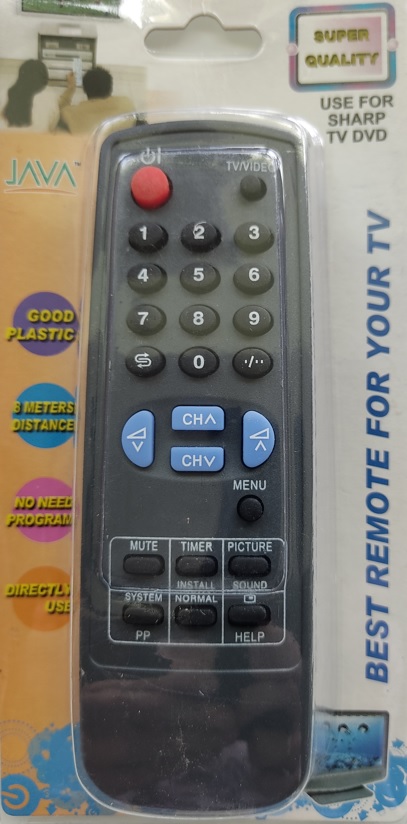 SUPER
QUALITY
USE FOR
SHARP
TV DVD
JAVA™
TV/VIDEO
1 2 3
4 5 6
7 8 9
0 -/--
GOOD
PLASTIC
8 METERS
DISTANCE
NO NEED
PROGRAM
DIRECTLY
USE
CH
CH
MENU
MUTE TIMER PICTURE
INSTALL SOUND
SYSTEM NORMAL
PP HELP
BEST REMOTE FOR YOUR TV